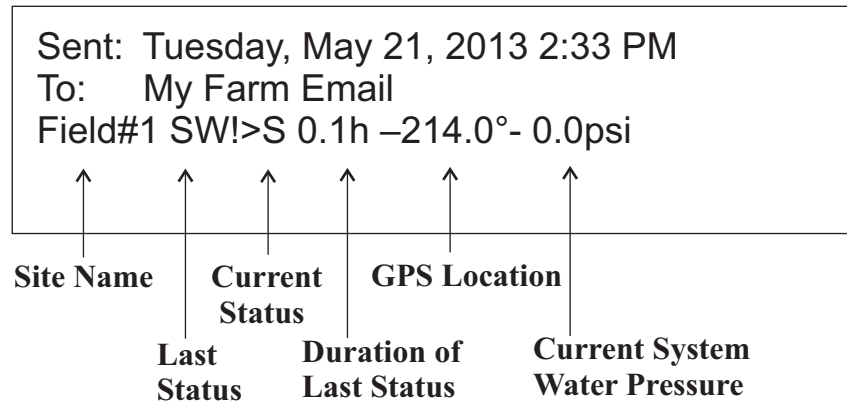 Sent: Tuesday, May 21, 2013 2:33 PM
To: My Farm Email
Field#1 SW!>S 0.1h –214.0°- 0.0psi
Site Name
Current Status
GPS Location
Last Status
Duration of Last Status
Current System Water Pressure